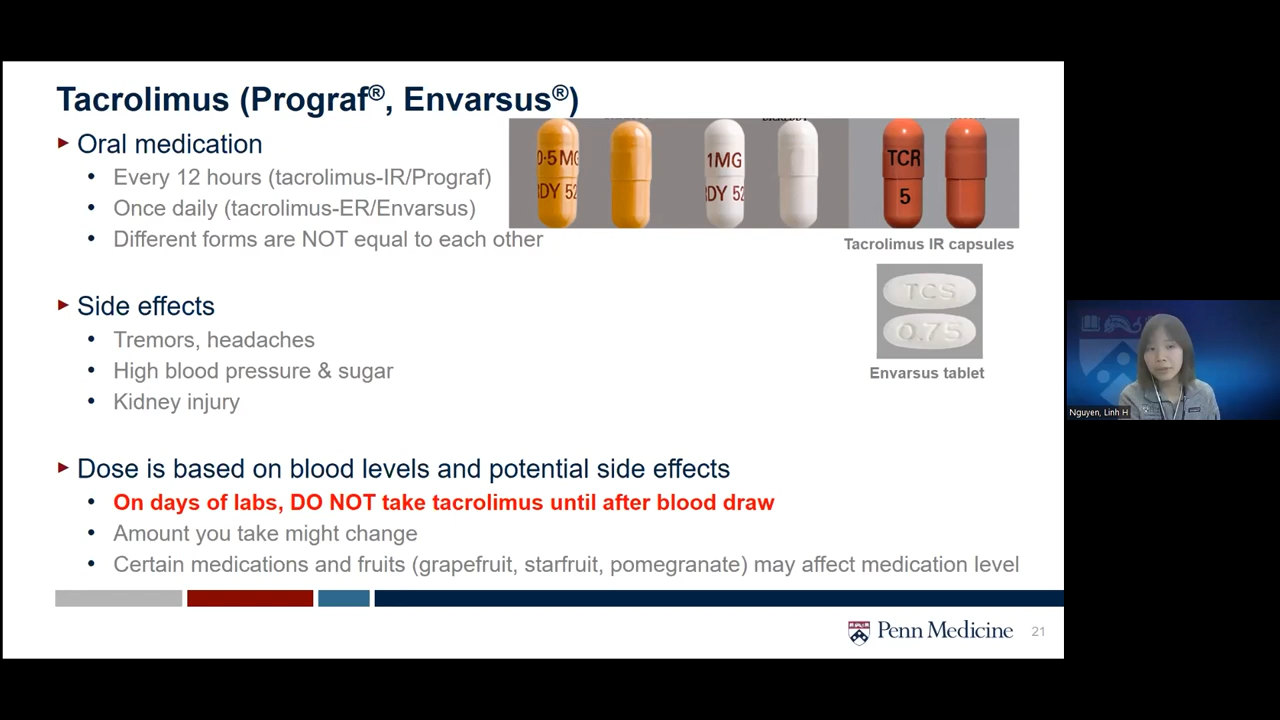 Tacrolimus (Prograf®, Envarsus®)
▸ Oral medication
• Every 12 hours (tacrolimus-IR/Prograf)
• Once daily (tacrolimus-ER/Envarsus)
• Different forms are NOT equal to each other
0.5 MG
RDY 52
1MG
RDY 52
TCR
5
Tacrolimus IR capsules
TCS
0.75
Envarsus tablet
▸ Side effects
• Tremors, headaches
• High blood pressure & sugar
• Kidney injury
▸ Dose is based on blood levels and potential side effects
• On days of labs, DO NOT take tacrolimus until after blood draw
• Amount you take might change
• Certain medications and fruits (grapefruit, starfruit, pomegranate) may affect medication level
Penn Medicine
21
Nguyen, Linh H